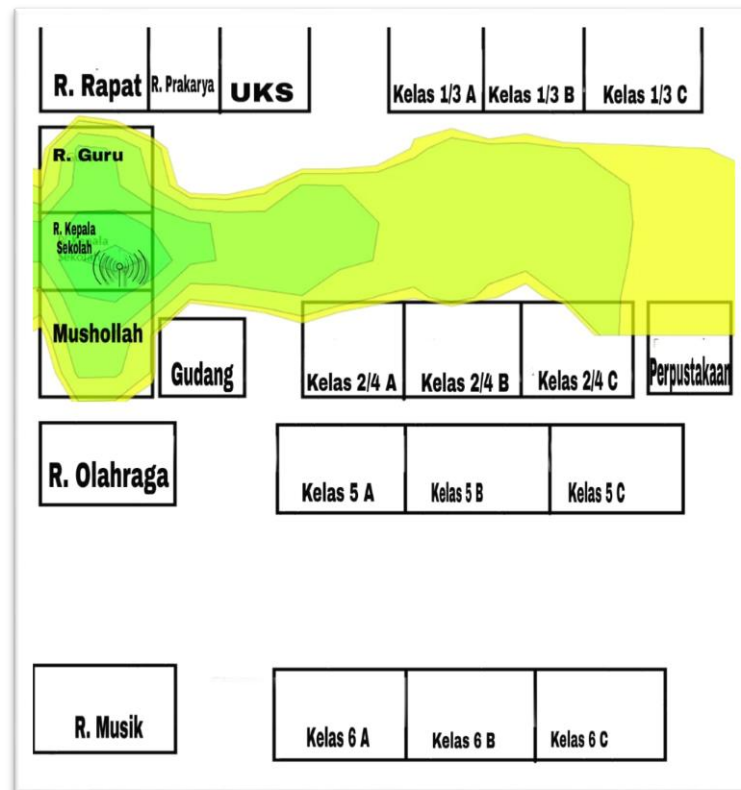 R. Rapat
R. Prakarya
UKS
Kelas 1/3 A
Kelas 1/3 B
Kelas 1/3 C
R. Guru
R. Kepala
Sekolah
Mushollah
Gudang
Kelas 2/4 A
Kelas 2/4 B
Kelas 2/4 C
Perpustakaan
R. Olahraga
Kelas 5 A
Kelas 5 B
Kelas 5 C
R. Musik
Kelas 6 A
Kelas 6 B
Kelas 6 C